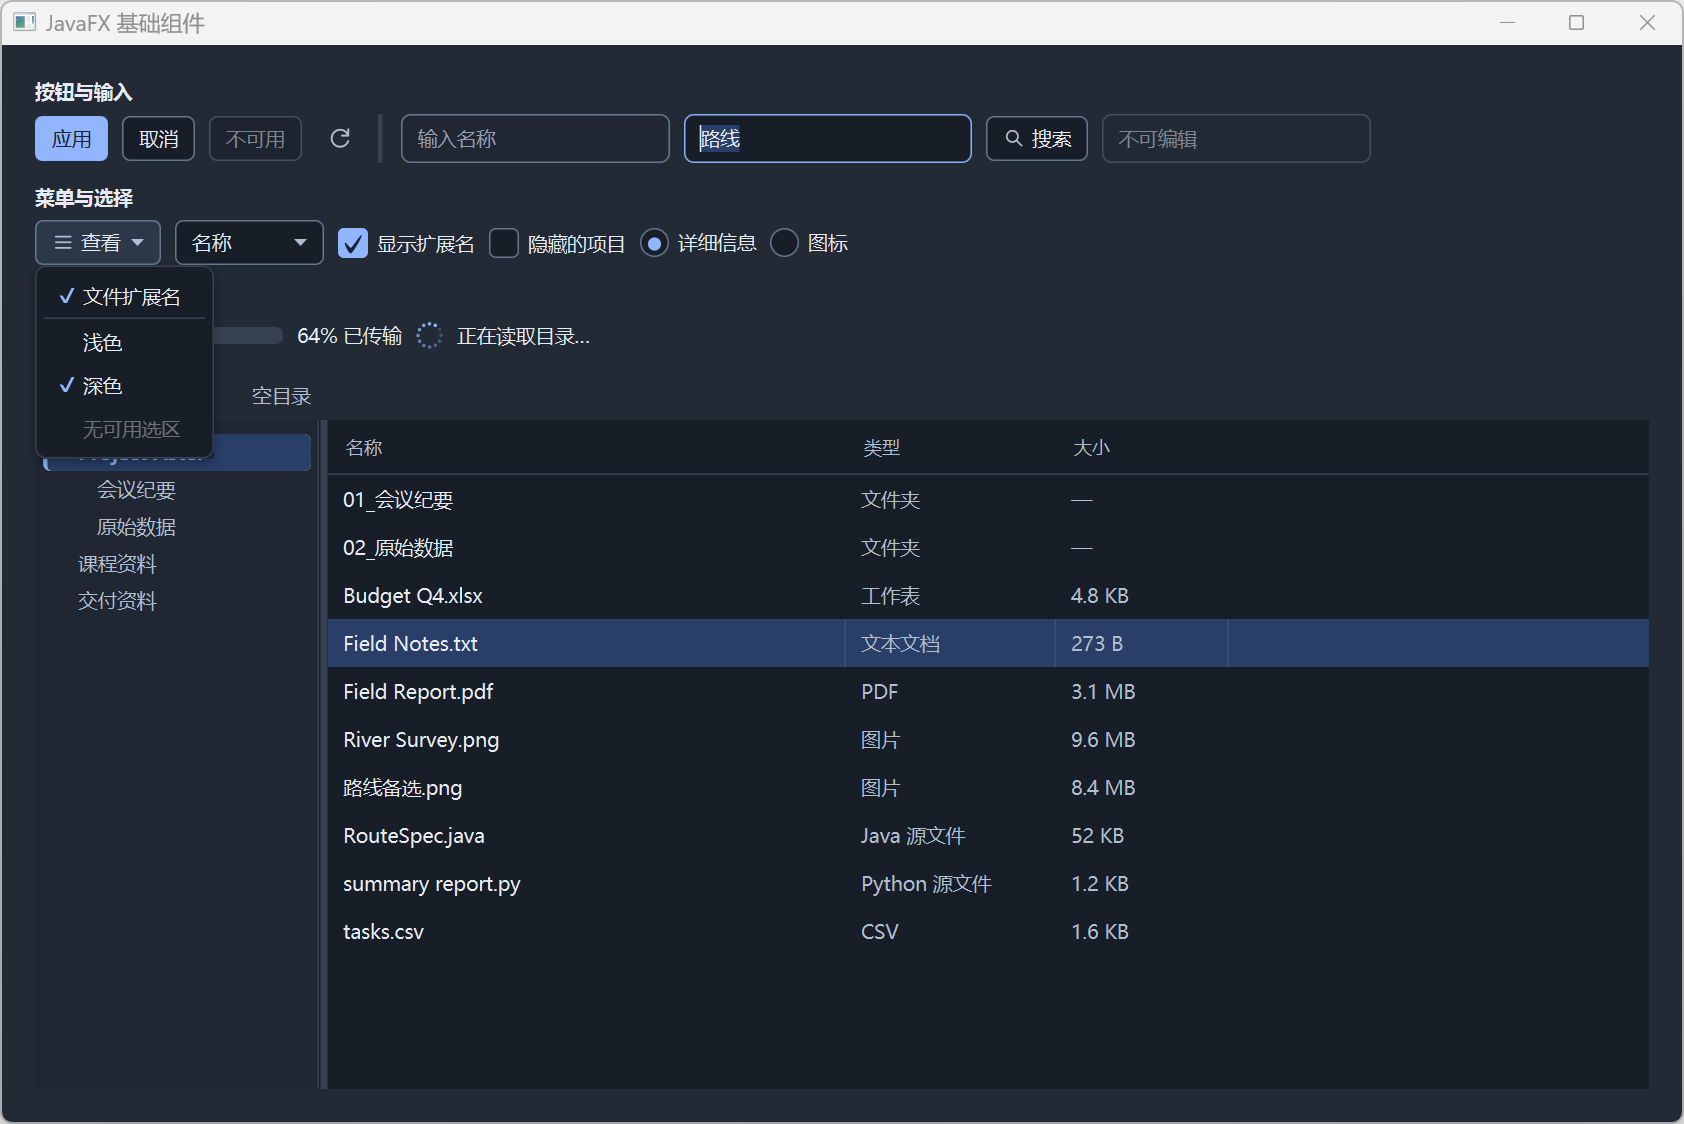 JavaFX 基础组件
按钮与输入
应用 取消 不可用 输入名称 路线 搜索 不可编辑
菜单与选择
查看 名称 显示扩展名 隐藏的项目 详细信息 图标
文件扩展名
浅色
深色
无可用选区
64% 已传输 正在读取目录...
空目录
会议纪要
原始数据
课程资料
交付资料
名称 类型 大小
01_会议纪要 文件夹 —
02_原始数据 文件夹 —
Budget Q4.xlsx 工作表 4.8 KB
Field Notes.txt 文本文档 273 B
Field Report.pdf PDF 3.1 MB
River Survey.png 图片 9.6 MB
路线备选.png 图片 8.4 MB
RouteSpec.java Java 源文件 52 KB
summary report.py Python 源文件 1.2 KB
tasks.csv CSV 1.6 KB